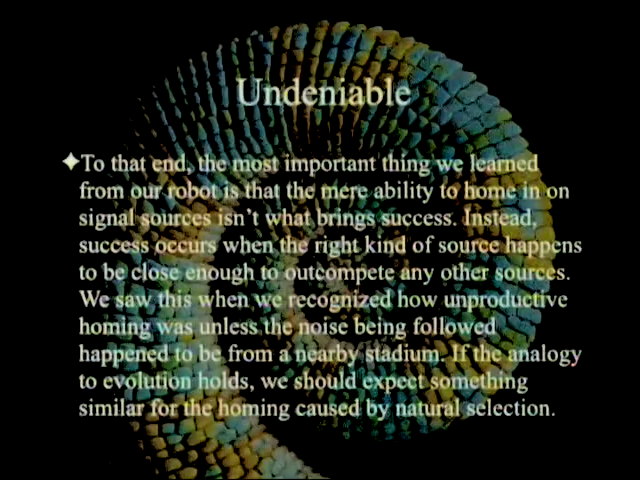 Undeniable
To that end, the most important thing we learned
from our robot is that the mere ability to home in on
signal sources isn't what brings success. Instead,
success occurs when the right kind of source happens
to be close enough to outcompete any other sources.
We saw this when we recognized how unproductive
homing was unless the noise being followed
happened to be from a nearby stadium. If the analogy
to evolution holds, we should expect something
similar for the homing caused by natural selection.